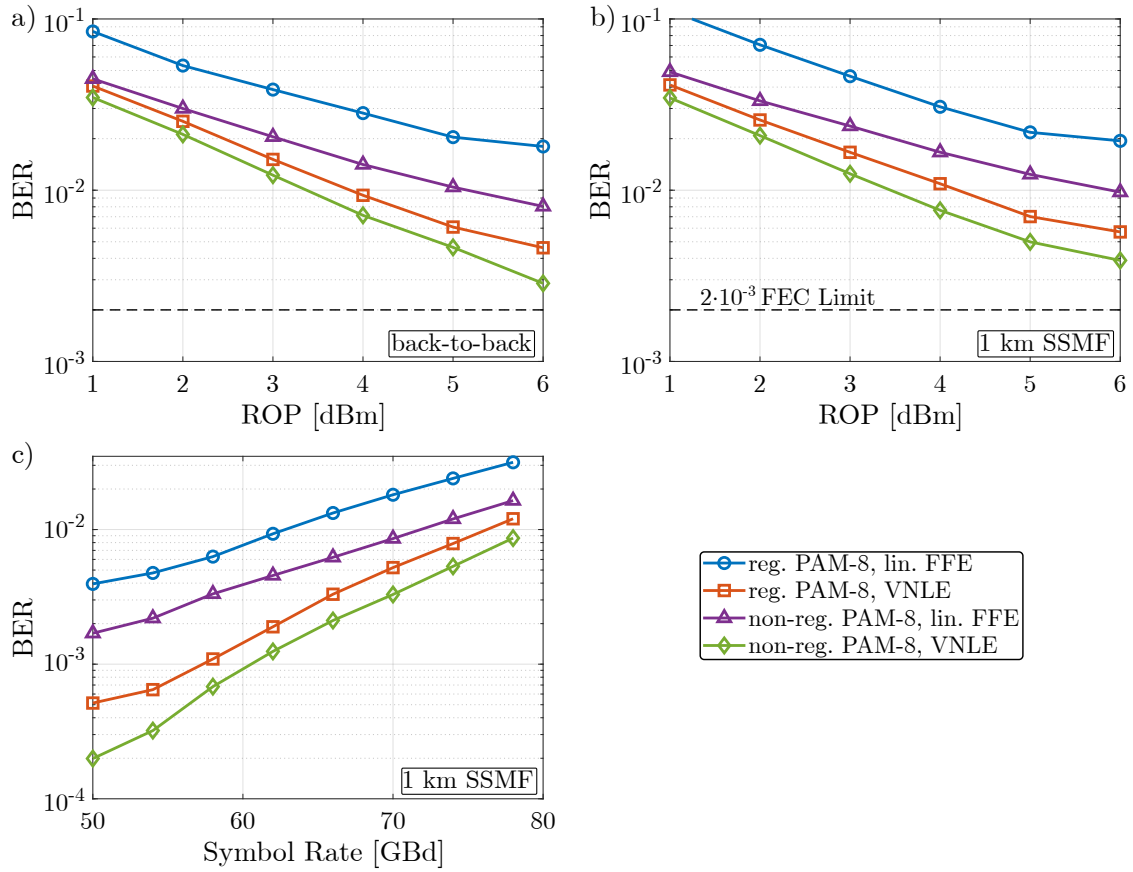 a)
10⁻¹
10⁻²
10⁻³
BER
back-to-back
1 2 3 4 5 6
ROP [dBm]
b)
10⁻¹
10⁻²
10⁻³
BER
2·10⁻³ FEC Limit
1 km SSMF
1 2 3 4 5 6
ROP [dBm]
c)
10⁻²
10⁻³
10⁻⁴
BER
1 km SSMF
50 60 70 80
Symbol Rate [GBd]
reg. PAM-8, lin. FFE
reg. PAM-8, VNLE
non-reg. PAM-8, lin. FFE
non-reg. PAM-8, VNLE